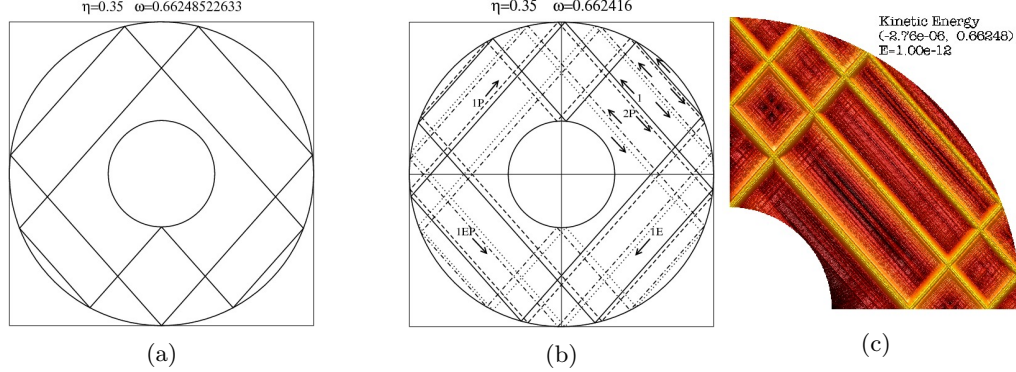 η=0.35 ω=0.66248522633
(a)
η=0.35 ω=0.662416
1P
1
2P
1EP
1E
(b)
Kinetic Energy
(-2.76e-06, 0.66248)
E=1.00e-12
(c)